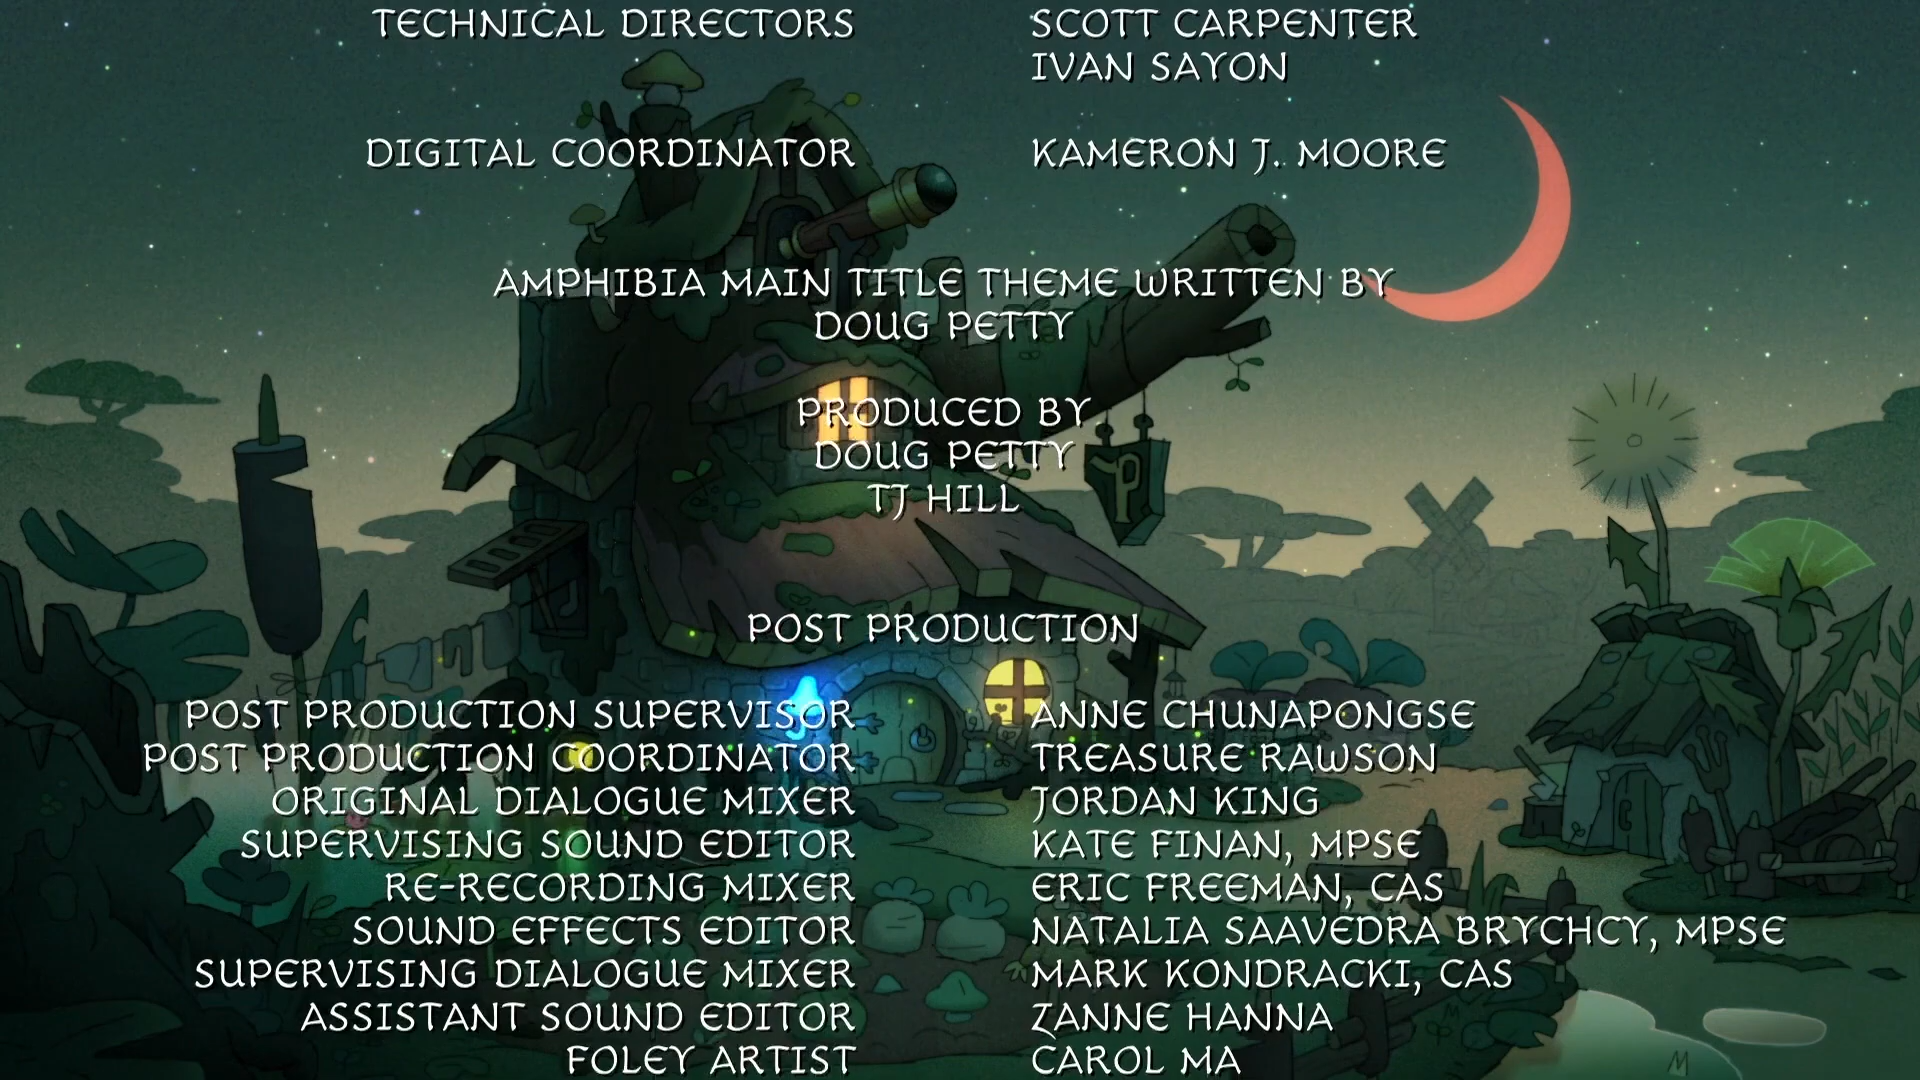 TECHNICAL DIRECTORS SCOTT CARPENTER
IVAN SAYON
DIGITAL COORDINATOR KAMERON J. MOORE
AMPHIBIA MAIN TITLE THEME WRITTEN BY
DOUG PETTY
PRODUCED BY
DOUG PETTY
TJ HILL
P
POST PRODUCTION
POST PRODUCTION SUPERVISOR ANNE CHUNAPONGSE
POST PRODUCTION COORDINATOR TREASURE RAWSON
ORIGINAL DIALOGUE MIXER JORDAN KING
SUPERVISING SOUND EDITOR KATE FINAN, MPSE
RE-RECORDING MIXER ERIC FREEMAN, CAS
SOUND EFFECTS EDITOR NATALIA SAAVEDRA BRYCHCY, MPSE
SUPERVISING DIALOGUE MIXER MARK KONDRACKI, CAS
ASSISTANT SOUND EDITOR ZANNE HANNA
FOLEY ARTIST CAROL MA